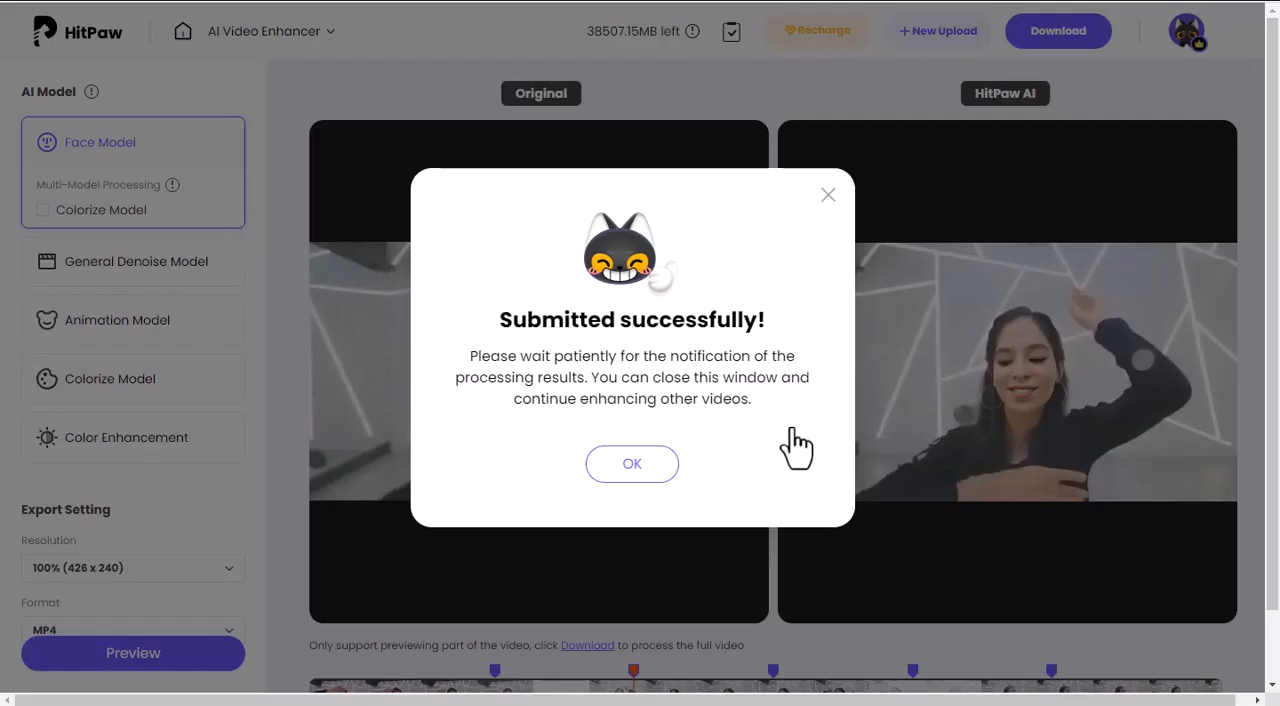 HitPaw
AI Video Enhancer
38507.15MB left
Recharge
+ New Upload
Download
AI Model
Face Model
Multi-Model Processing
Colorize Model
General Denoise Model
Animation Model
Colorize Model
Color Enhancement
Export Setting
Resolution
100% (426 x 240)
Format
MP4
Preview
Original
HitPaw AI
Submitted successfully!
Please wait patiently for the notification of the
processing results. You can close this window and
continue enhancing other videos.
OK
Only support previewing part of the video, click Download to process the full video